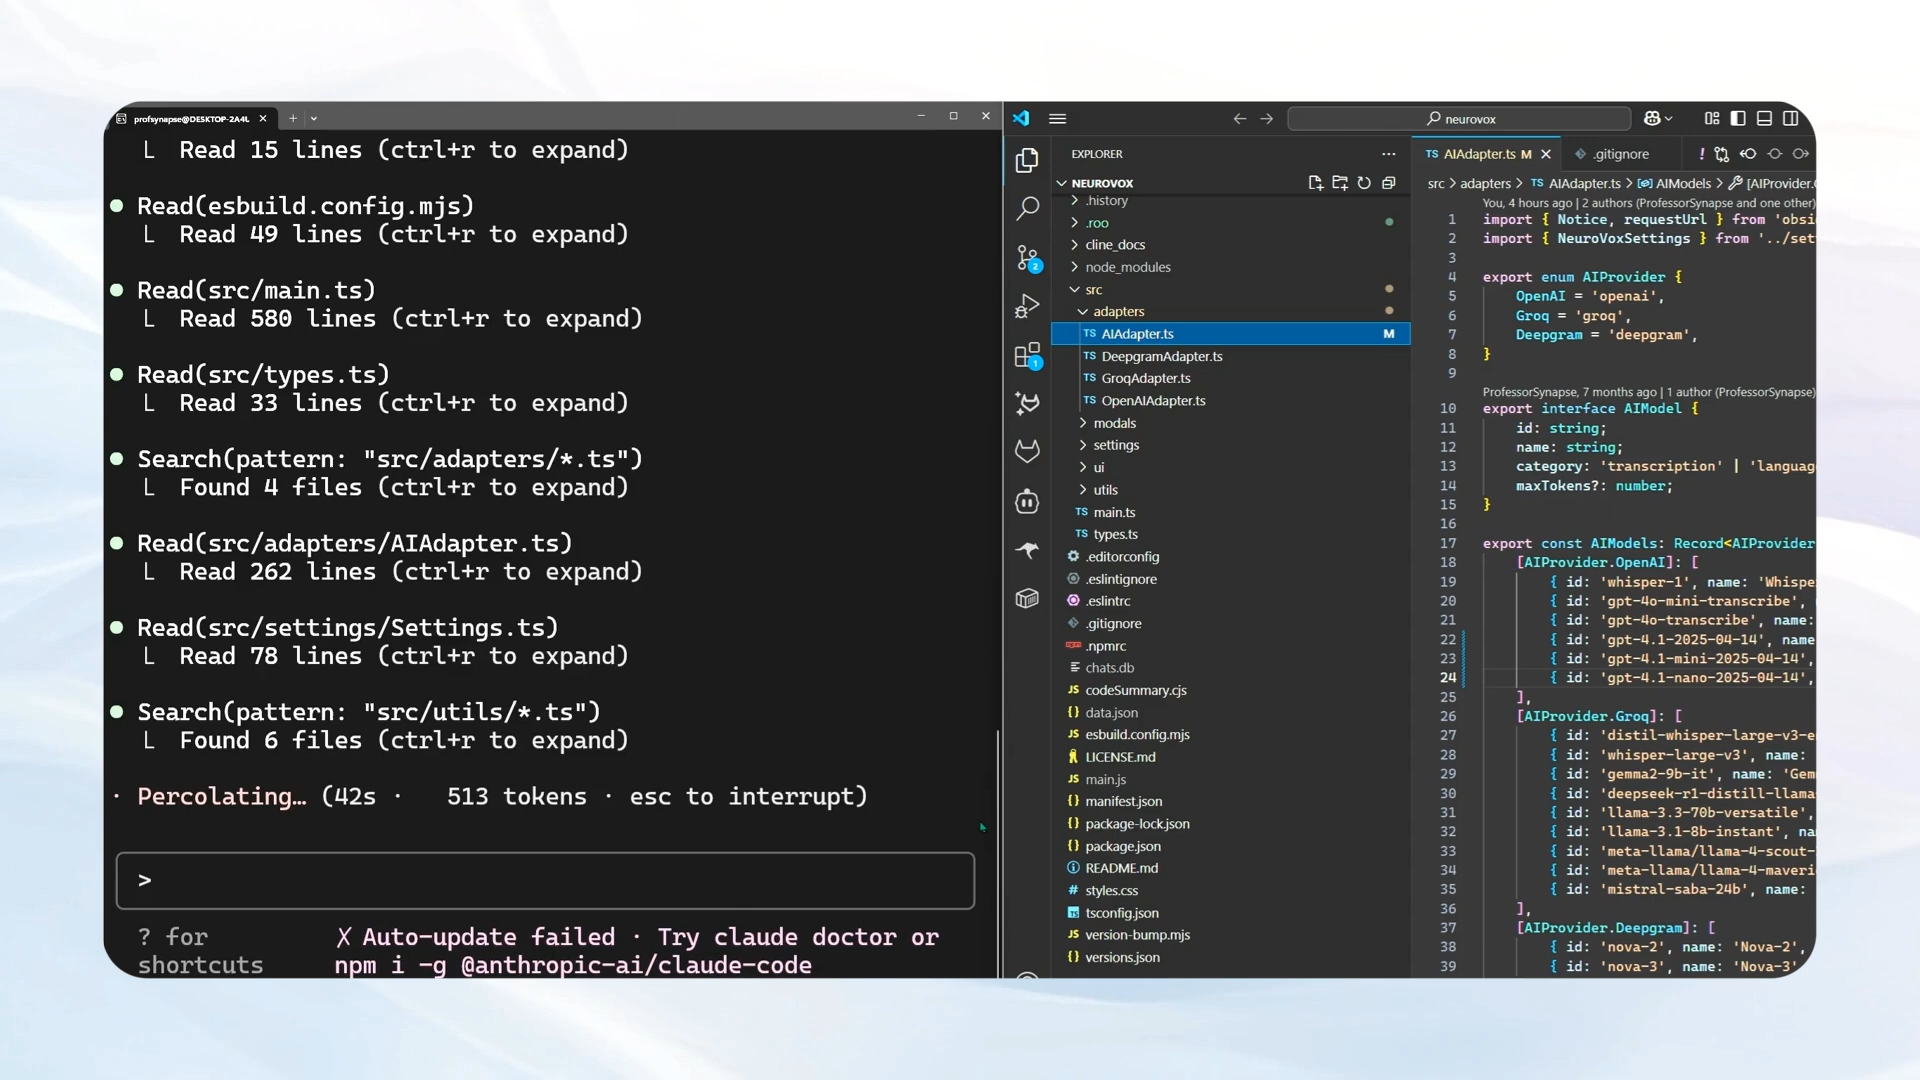 profsynapse@DESKTOP-2A4L
L Read 15 lines (ctrl+r to expand)
● Read(esbuild.config.mjs)
L Read 49 lines (ctrl+r to expand)
● Read(src/main.ts)
L Read 580 lines (ctrl+r to expand)
● Read(src/types.ts)
L Read 33 lines (ctrl+r to expand)
● Search(pattern: "src/adapters/*.ts")
L Found 4 files (ctrl+r to expand)
● Read(src/adapters/AIAdapter.ts)
L Read 262 lines (ctrl+r to expand)
● Read(src/settings/Settings.ts)
L Read 78 lines (ctrl+r to expand)
● Search(pattern: "src/utils/*.ts")
L Found 6 files (ctrl+r to expand)
· Percolating… (42s · 513 tokens · esc to interrupt)
>
? for shortcuts
✗ Auto-update failed · Try claude doctor or
npm i -g @anthropic-ai/claude-code
neurovox
2
1
EXPLORER
NEUROVOX
.history
.roo
cline_docs
node_modules
src
adapters
TS AIAdapter.ts M
TS DeepgramAdapter.ts
TS GroqAdapter.ts
TS OpenAIAdapter.ts
modals
settings
ui
utils
TS main.ts
TS types.ts
.editorconfig
.eslintignore
.eslintrc
.gitignore
.npmrc
chats.db
JS codeSummary.cjs
{} data.json
JS esbuild.config.mjs
LICENSE.md
JS main.js
{} manifest.json
{} package-lock.json
{} package.json
README.md
# styles.css
TS tsconfig.json
JS version-bump.mjs
{} versions.json
TS AIAdapter.ts M
.gitignore
src > adapters > TS AIAdapter.ts > AIModels > [AIProvider.
You, 4 hours ago | 2 authors (ProfessorSynapse and one other)
1 import { Notice, requestUrl } from 'obsi
2 import { NeuroVoxSettings } from '../set
3
4 export enum AIProvider {
5 OpenAI = 'openai',
6 Groq = 'groq',
7 Deepgram = 'deepgram',
8 }
9
ProfessorSynapse, 7 months ago | 1 author (ProfessorSynapse)
10 export interface AIModel {
11 id: string;
12 name: string;
13 category: 'transcription' | 'languag
14 maxTokens?: number;
15 }
16
17 export const AIModels: Record<AIProvider
18 [AIProvider.OpenAI]: [
19 { id: 'whisper-1', name: 'Whispe
20 { id: 'gpt-4o-mini-transcribe',
21 { id: 'gpt-4o-transcribe', name:
22 { id: 'gpt-4.1-2025-04-14', name
23 { id: 'gpt-4.1-mini-2025-04-14',
24 { id: 'gpt-4.1-nano-2025-04-14',
25 ],
26 [AIProvider.Groq]: [
27 { id: 'distil-whisper-large-v3-e
28 { id: 'whisper-large-v3', name:
29 { id: 'gemma2-9b-it', name: 'Gem
30 { id: 'deepseek-r1-distill-llama
31 { id: 'llama-3.3-70b-versatile',
32 { id: 'llama-3.1-8b-instant', na
33 { id: 'meta-llama/llama-4-scout-
34 { id: 'meta-llama/llama-4-maveri
35 { id: 'mistral-saba-24b', name:
36 ],
37 [AIProvider.Deepgram]: [
38 { id: 'nova-2', name: 'Nova-2',
39 { id: 'nova-3', name: 'Nova-3'